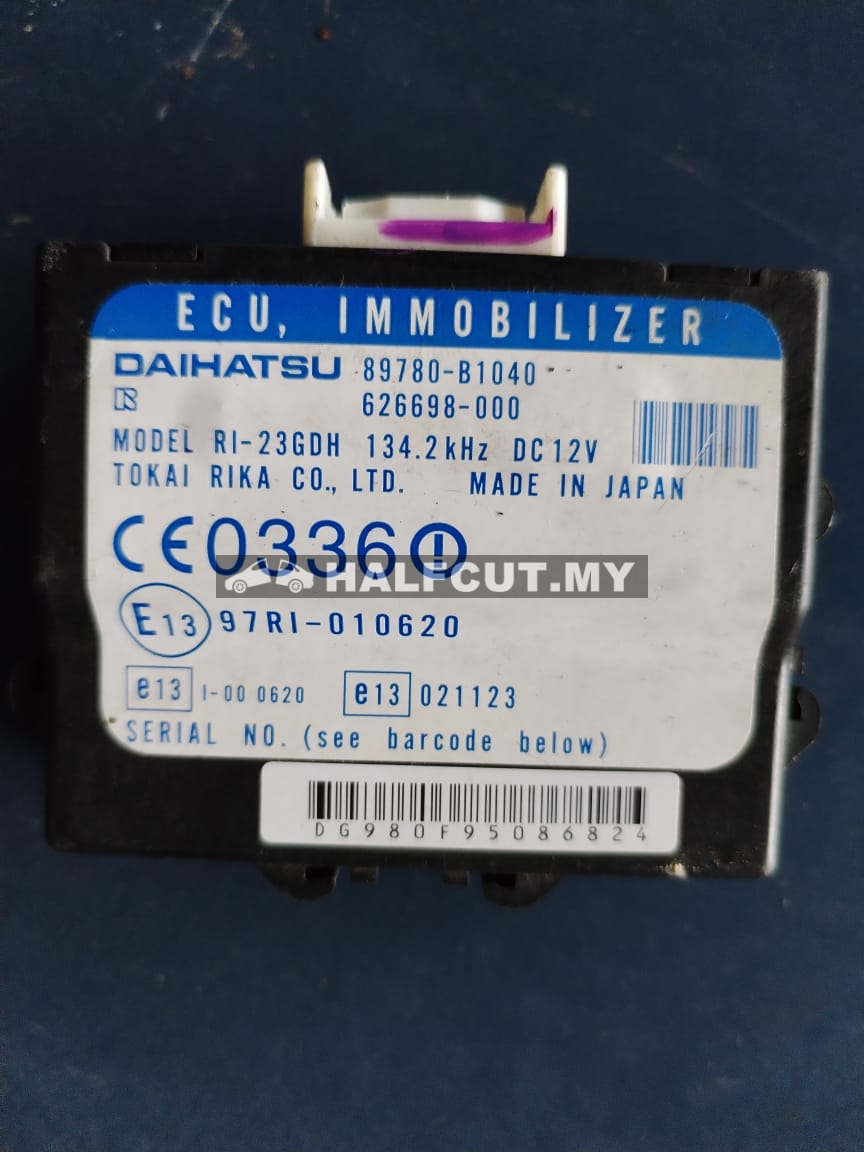 ECU, IMMOBILIZER
DAIHATSU 89780-B1040
R 626698-000
MODEL RI-23GDH 134.2kHz DC12V
TOKAI RIKA CO., LTD. MADE IN JAPAN
CE0336
HALFCUT.MY
E13 97RI-010620
e13 I-00 0620 e13 021123
SERIAL NO. (see barcode below)
DG980F95086824